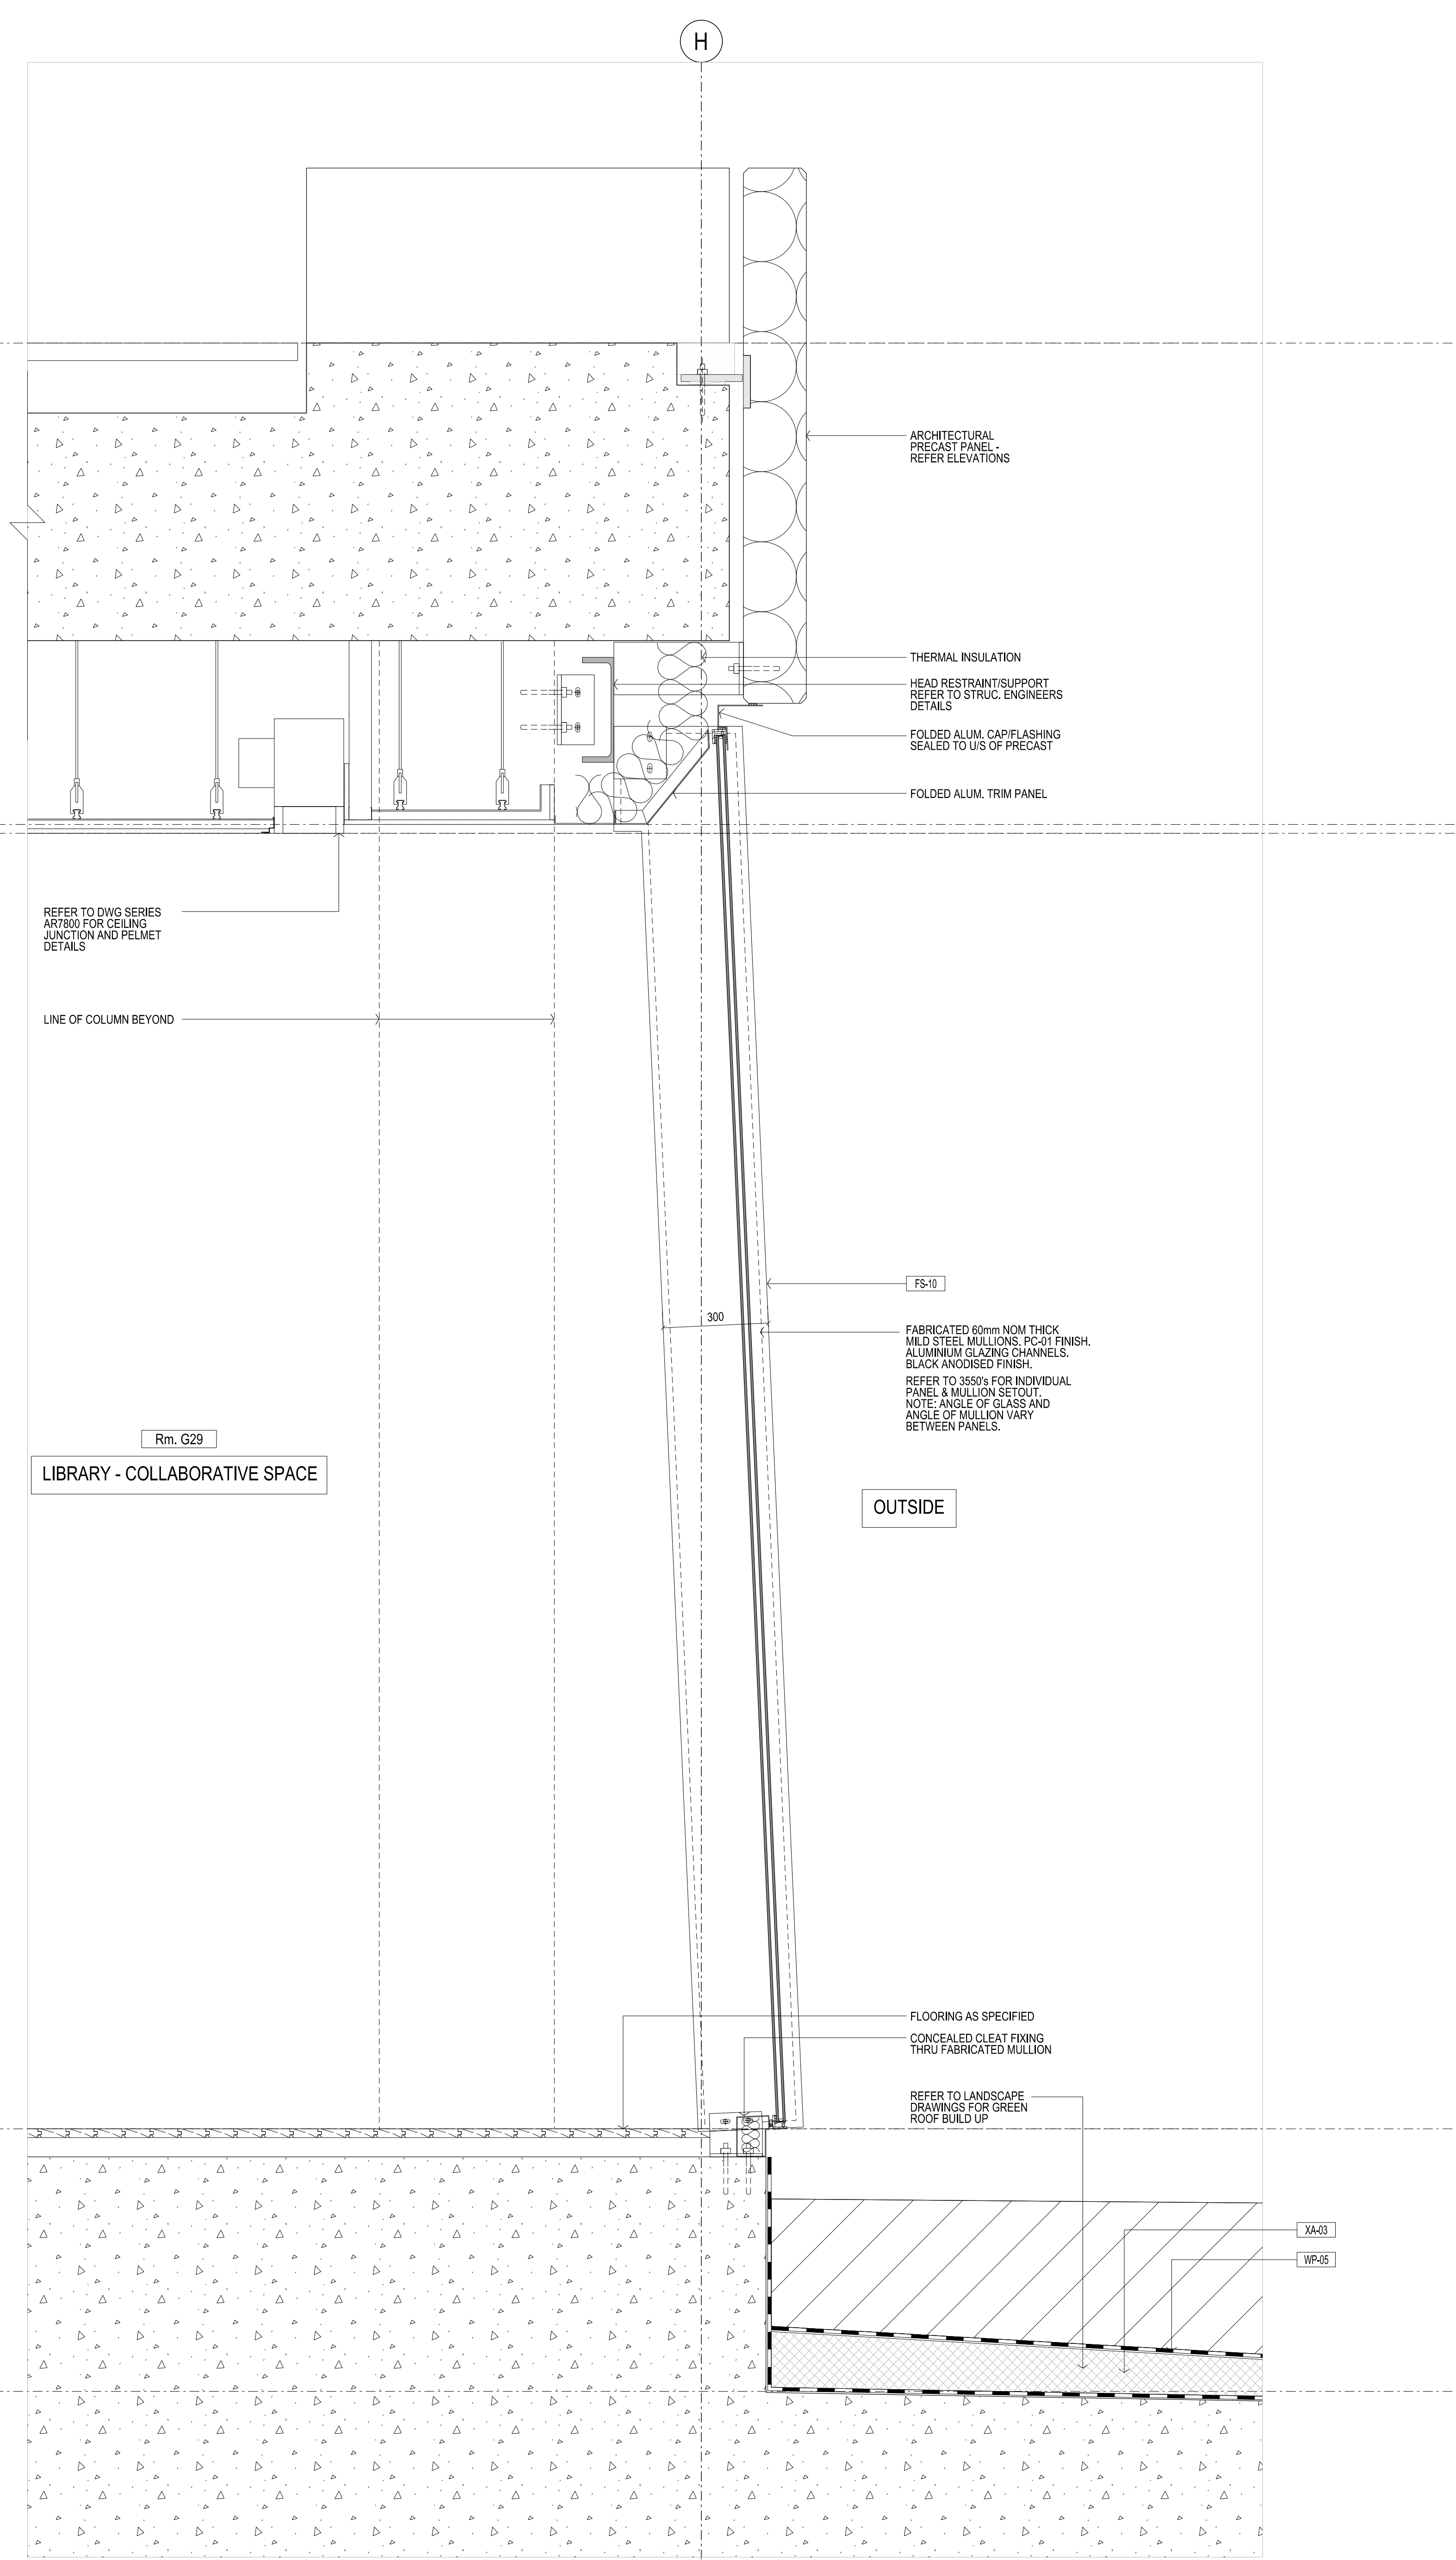 H
ARCHITECTURAL
PRECAST PANEL -
REFER ELEVATIONS
THERMAL INSULATION
HEAD RESTRAINT/SUPPORT
REFER TO STRUC. ENGINEERS
DETAILS
FOLDED ALUM. CAP/FLASHING
SEALED TO U/S OF PRECAST
FOLDED ALUM. TRIM PANEL
REFER TO DWG SERIES
AR7800 FOR CEILING
JUNCTION AND PELMET
DETAILS
LINE OF COLUMN BEYOND
FS-10
300
FABRICATED 60mm NOM THICK
MILD STEEL MULLIONS. PC-01 FINISH.
ALUMINIUM GLAZING CHANNELS.
BLACK ANODISED FINISH.
REFER TO 3550's FOR INDIVIDUAL
PANEL & MULLION SETOUT.
NOTE: ANGLE OF GLASS AND
ANGLE OF MULLION VARY
BETWEEN PANELS.
Rm. G29
LIBRARY - COLLABORATIVE SPACE
OUTSIDE
FLOORING AS SPECIFIED
CONCEALED CLEAT FIXING
THRU FABRICATED MULLION
REFER TO LANDSCAPE
DRAWINGS FOR GREEN
ROOF BUILD UP
XA-03
WP-05